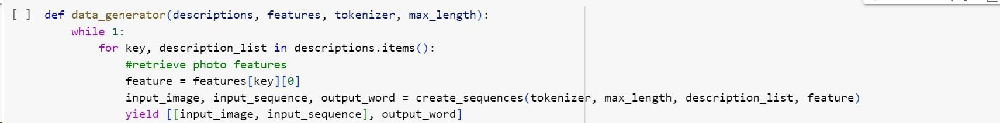 [ ] def data_generator(descriptions, features, tokenizer, max_length):
while 1:
for key, description_list in descriptions.items():
#retrieve photo features
feature = features[key][0]
input_image, input_sequence, output_word = create_sequences(tokenizer, max_length, description_list, feature)
yield [[input_image, input_sequence], output_word]